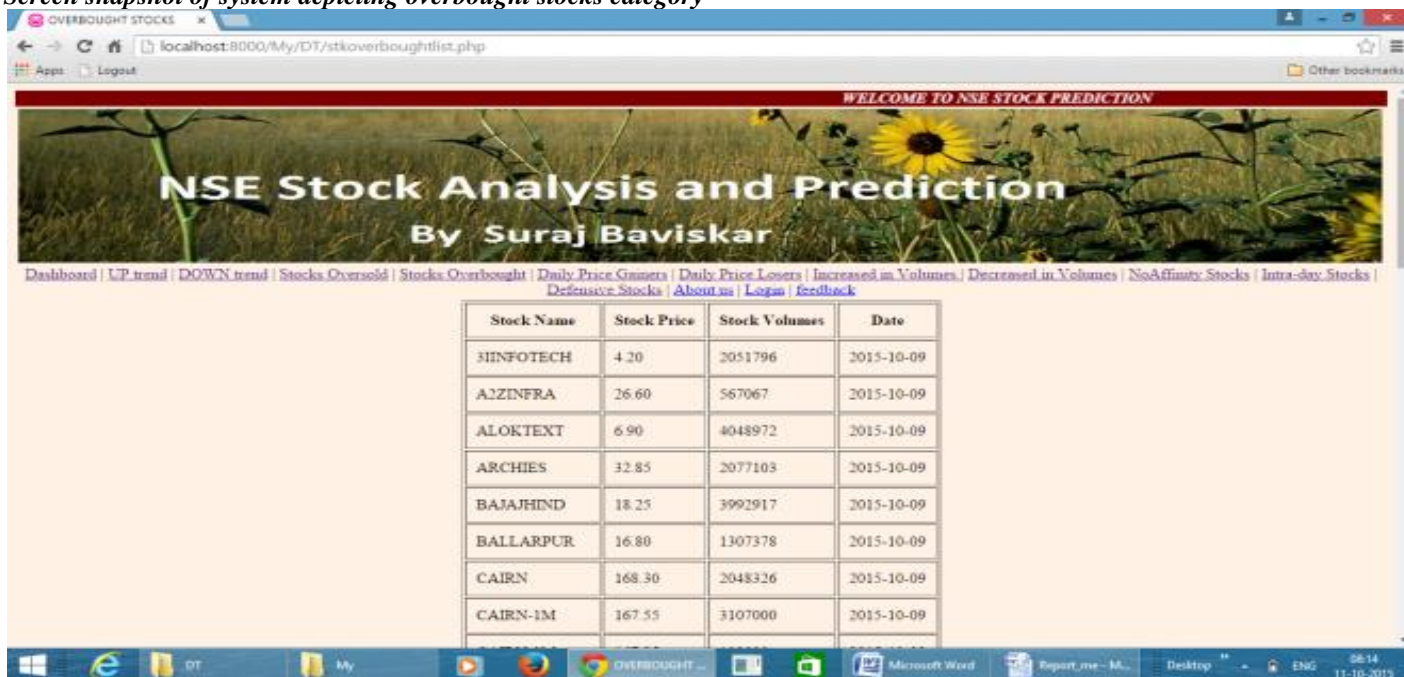 Screen snapshot of system depicting overbought stocks category
OVERBOUGHT STOCKS
localhost:8000/My/DT/stkoverboughtlist.php
Apps Logout Other bookmarks
WELCOME TO NSE STOCK PREDICTION
NSE Stock Analysis and Prediction
By Suraj Baviskar
Dashboard | UP trend | DOWN trend | Stocks Oversold | Stocks Overbought | Daily Price Gainers | Daily Price Losers | Increased in Volumes | Decreased in Volumes | NoAffinity Stocks | Intra-day Stocks |
Defensive Stocks | About us | Login | feedback
Stock Name Stock Price Stock Volumes Date
3IINFOTECH 4.20 2051796 2015-10-09
A2ZINFRA 26.60 567067 2015-10-09
ALOKTEXT 6.90 4048972 2015-10-09
ARCHIES 32.85 2077103 2015-10-09
BAJAJHIND 18.25 3992917 2015-10-09
BALLARPUR 16.80 1307378 2015-10-09
CAIRN 168.30 2048326 2015-10-09
CAIRN-1M 167.55 3107000 2015-10-09
DT My OVERBOUGHT ... Microsoft Word Report_me - M... Desktop ENG 08:14
11-10-2015